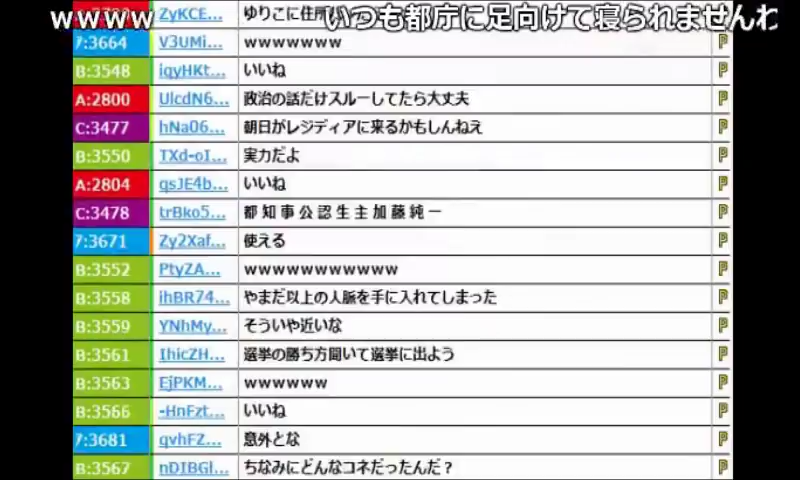 wwwww いつも都庁に足向けて寝られませんわ
ZyKCE... ゆりこに住所
7:3664 V3UMi... wwwwwww P
B:3548 iqyHKt... いいね P
A:2800 UlcdN6... 政治の話だけスルーしてたら大丈夫 P
C:3477 hNa06... 朝日がレジディアに来るかもしんねえ P
B:3550 TXd-oI... 実力だよ P
A:2804 qsJE4b... いいね P
C:3478 trBko5... 都 知 事 公 認 生 主 加 藤 純 一 P
7:3671 Zy2Xaf... 使える P
B:3552 PtyZA... wwwwwwwwwww P
B:3558 ihBR74... やまだ以上の人脈を手に入れてしまった P
B:3559 YNhMy... そういや近いな P
B:3561 IhicZH... 選挙の勝ち方聞いて選挙に出よう P
B:3563 EjPKM... wwwwww P
B:3566 -HnFzt... いいね P
7:3681 qvhFZ... 意外とな P
B:3567 nDIBGl... ちなみにどんなコネだったんだ？ P